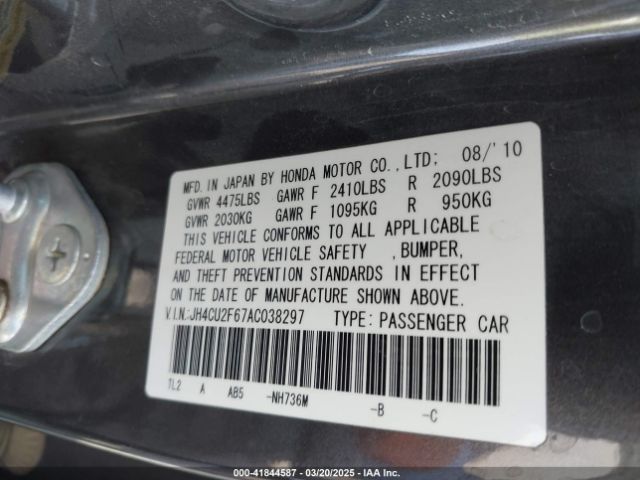 MFD. IN JAPAN BY HONDA MOTOR CO.,LTD; 08/'10
GVWR 4475LBS GAWR F 2410LBS R 2090LBS
GVWR 2030KG GAWR F 1095KG R 950KG
THIS VEHICLE CONFORMS TO ALL APPLICABLE
FEDERAL MOTOR VEHICLE SAFETY ,BUMPER,
AND THEFT PREVENTION STANDARDS IN EFFECT
ON THE DATE OF MANUFACTURE SHOWN ABOVE.
V.I.N.:JH4CU2F67AC038297 TYPE: PASSENGER CAR
TL2 A AB5 -NH736M -B -C
000-41844587 | 03/20/2025 | IAA Inc.